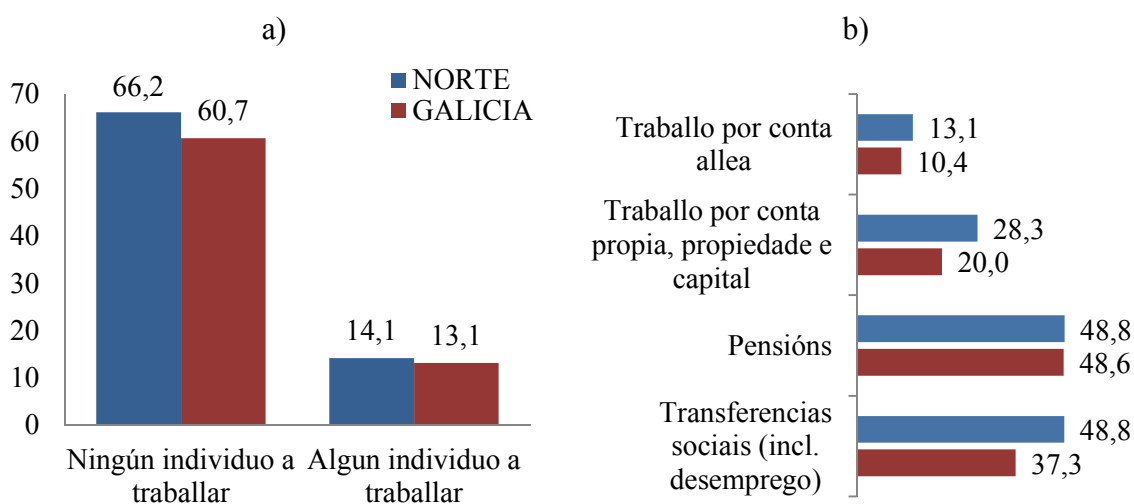 a)
NORTE
GALICIA
70
60
50
40
30
20
10
0
66,2
60,7
14,1
13,1
Ningún individuo a
traballar
Algun individuo a
traballar
b)
Traballo por conta
allea
13,1
10,4
Traballo por conta
propia, propiedade e
capital
28,3
20,0
Pensións
48,8
48,6
Transferencias
sociais (incl.
desemprego)
48,8
37,3